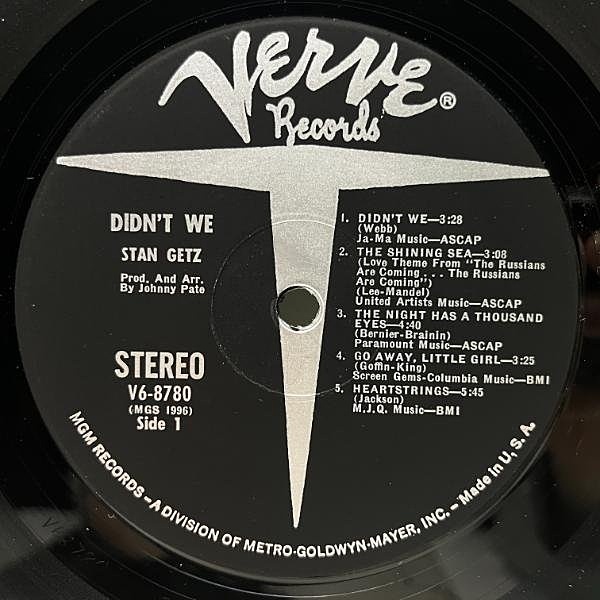 Verve®
Records
DIDN'T WE
STAN GETZ
Prod. And Arr.
By Johnny Pate
STEREO
V6-8780
(MGS 1996)
Side 1
1. DIDN'T WE—3:28
(Webb)
Ja-Ma Music—ASCAP
2. THE SHINING SEA—3:08
(Love Theme From "The Russians
Are Coming . . . The Russians
Are Coming")
(Lee-Mandel)
United Artists Music—ASCAP
3. THE NIGHT HAS A THOUSAND
EYES—4:40
(Bernier-Brainin)
Paramount Music—ASCAP
4. GO AWAY, LITTLE GIRL—3:25
(Goffin-King)
Screen Gems-Columbia Music—BMI
5. HEARTSTRINGS—5:45
(Jackson)
M.J.Q. Music—BMI
MGM RECORDS—A DIVISION OF METRO-GOLDWYN-MAYER, INC.—Made in U.S.A.